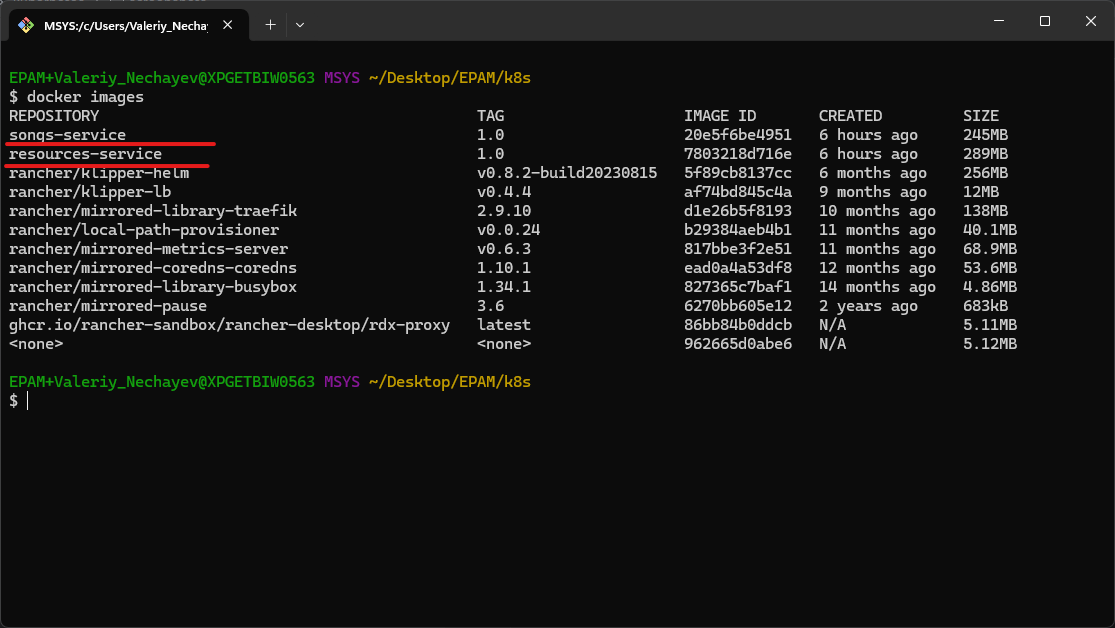 MSYS:/c/Users/Valeriy_Nechay
EPAM+Valeriy_Nechayev@XPGETBIW0563 MSYS ~/Desktop/EPAM/k8s
$ docker images
REPOSITORY TAG IMAGE ID CREATED SIZE
songs-service 1.0 20e5f6be4951 6 hours ago 245MB
resources-service 1.0 7803218d716e 6 hours ago 289MB
rancher/klipper-helm v0.8.2-build20230815 5f89cb8137cc 6 months ago 256MB
rancher/klipper-lb v0.4.4 af74bd845c4a 9 months ago 12MB
rancher/mirrored-library-traefik 2.9.10 d1e26b5f8193 10 months ago 138MB
rancher/local-path-provisioner v0.0.24 b29384aeb4b1 11 months ago 40.1MB
rancher/mirrored-metrics-server v0.6.3 817bbe3f2e51 11 months ago 68.9MB
rancher/mirrored-coredns-coredns 1.10.1 ead0a4a53df8 12 months ago 53.6MB
rancher/mirrored-library-busybox 1.34.1 827365c7baf1 14 months ago 4.86MB
rancher/mirrored-pause 3.6 6270bb605e12 2 years ago 683kB
ghcr.io/rancher-sandbox/rancher-desktop/rdx-proxy latest 86bb84b0ddcb N/A 5.11MB
<none> <none> 962665d0abe6 N/A 5.12MB
EPAM+Valeriy_Nechayev@XPGETBIW0563 MSYS ~/Desktop/EPAM/k8s
$